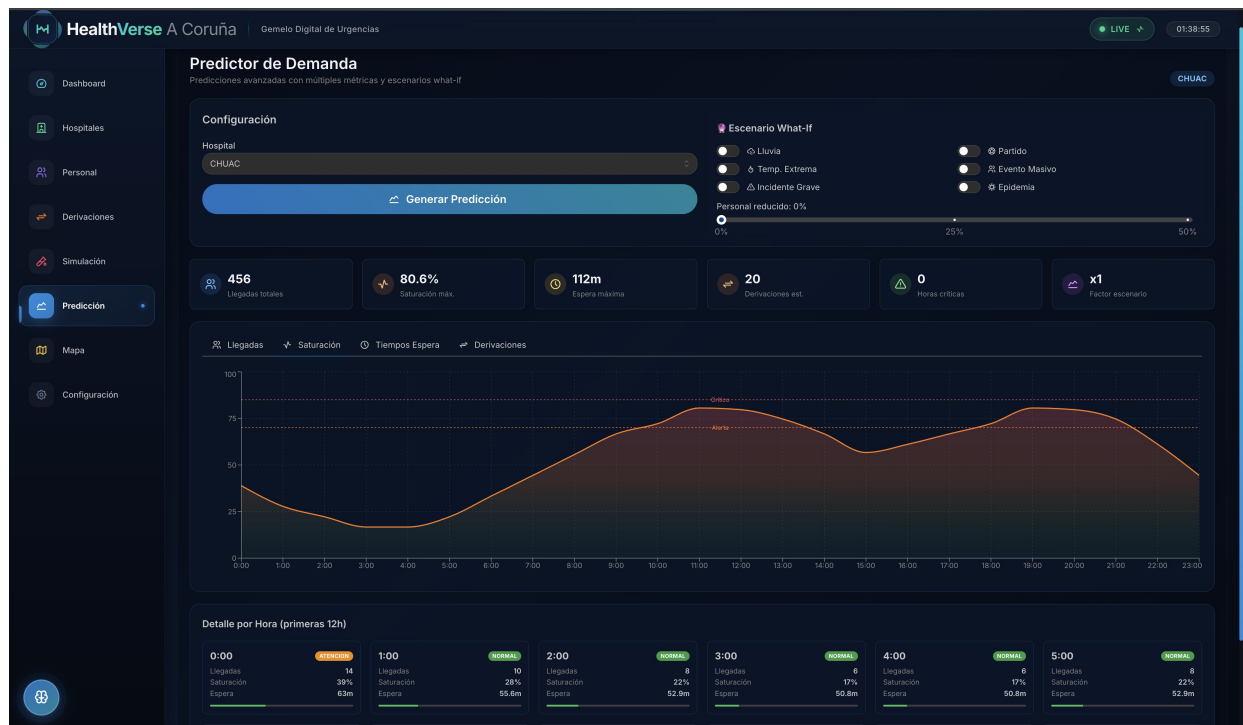 HealthVerse A Coruña
Gemelo Digital de Urgencias
LIVE
01:38:55
Dashboard
Hospitales
Personal
Derivaciones
Simulación
Predicción
Mapa
Configuración
Predictor de Demanda
Predicciones avanzadas con múltiples métricas y escenarios what-if
CHUAC
Configuración
Hospital
CHUAC
Generar Predicción
Escenario What-If
Lluvia
Partido
Temp. Extrema
Evento Masivo
Incidente Grave
Epidemia
Personal reducido: 0%
0% 25% 50%
456
Llegadas totales
80.6%
Saturación máx.
112m
Espera máxima
20
Derivaciones est.
0
Horas críticas
x1
Factor escenario
Llegadas Saturación Tiempos Espera Derivaciones
100
Crítico
75
Alerta
50
25
0
0:00 1:00 2:00 3:00 4:00 5:00 6:00 7:00 8:00 9:00 10:00 11:00 12:00 13:00 14:00 15:00 16:00 17:00 18:00 19:00 20:00 21:00 22:00 23:00
Detalle por Hora (primeras 12h)
0:00 ATENCIÓN
Llegadas 14
Saturación 39%
Espera 63m
1:00 NORMAL
Llegadas 10
Saturación 28%
Espera 55.6m
2:00 NORMAL
Llegadas 8
Saturación 22%
Espera 52.9m
3:00 NORMAL
Llegadas 6
Saturación 17%
Espera 50.8m
4:00 NORMAL
Llegadas 6
Saturación 17%
Espera 50.8m
5:00 NORMAL
Llegadas 8
Saturación 22%
Espera 52.9m